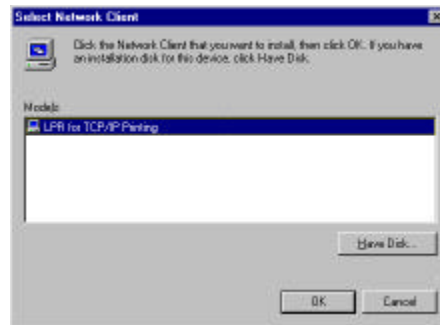 Select Network Client
Click the Network Client that you want to install, then click OK. If you have
an installation disk for this device, click Have Disk.
Models:
LPR for TCP/IP Printing
Have Disk...
OK
Cancel